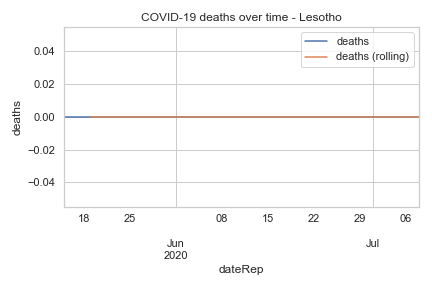 COVID-19 deaths over time - Lesotho
deaths
deaths (rolling)
deaths
0.04
0.02
0.00
−0.02
−0.04
18 25 08 15 22 29 06
Jun Jul
2020
dateRep